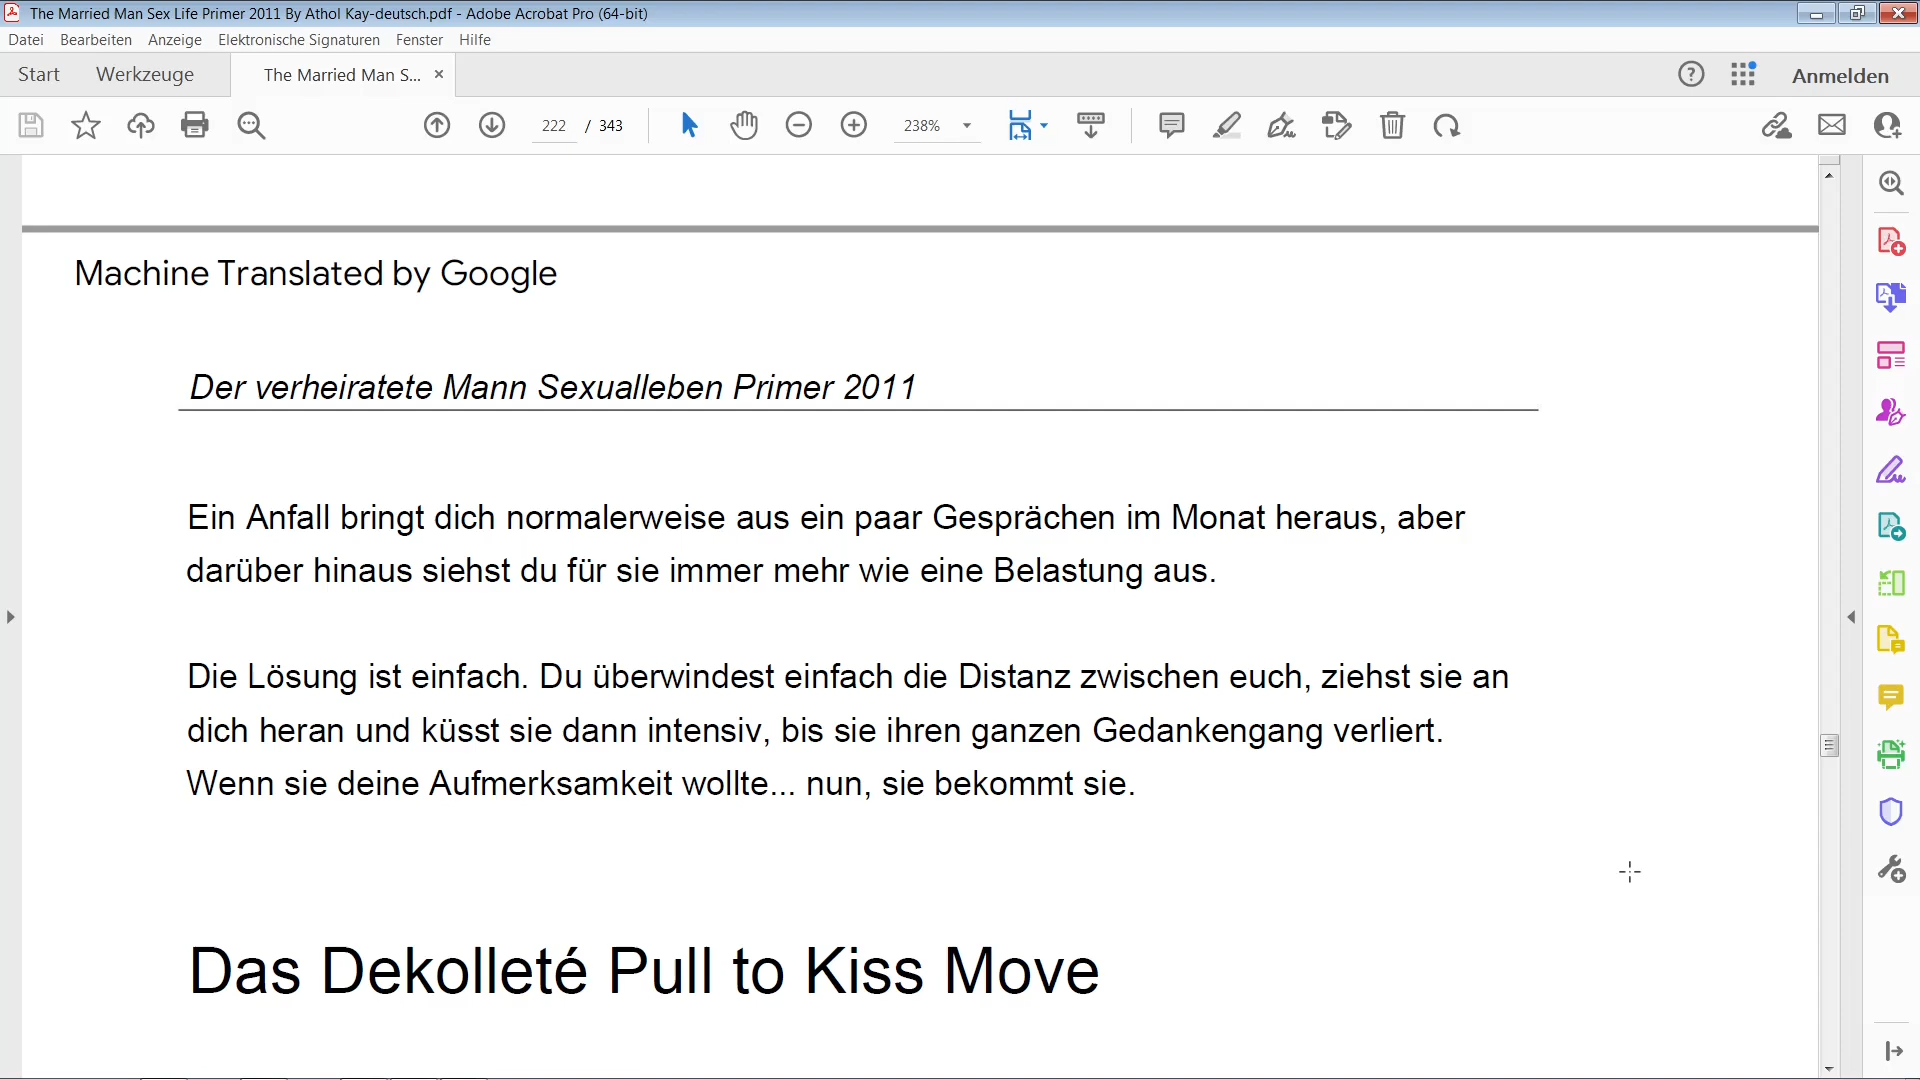 The Married Man Sex Life Primer 2011 By Athol Kay-deutsch.pdf - Adobe Acrobat Pro (64-bit)
Datei Bearbeiten Anzeige Elektronische Signaturen Fenster Hilfe
Start Werkzeuge The Married Man S... × Anmelden
222 / 343 238%
Machine Translated by Google
Der verheiratete Mann Sexualleben Primer 2011
Ein Anfall bringt dich normalerweise aus ein paar Gesprächen im Monat heraus, aber
darüber hinaus siehst du für sie immer mehr wie eine Belastung aus.
Die Lösung ist einfach. Du überwindest einfach die Distanz zwischen euch, ziehst sie an
dich heran und küsst sie dann intensiv, bis sie ihren ganzen Gedankengang verliert.
Wenn sie deine Aufmerksamkeit wollte... nun, sie bekommt sie.
Das Dekolleté Pull to Kiss Move